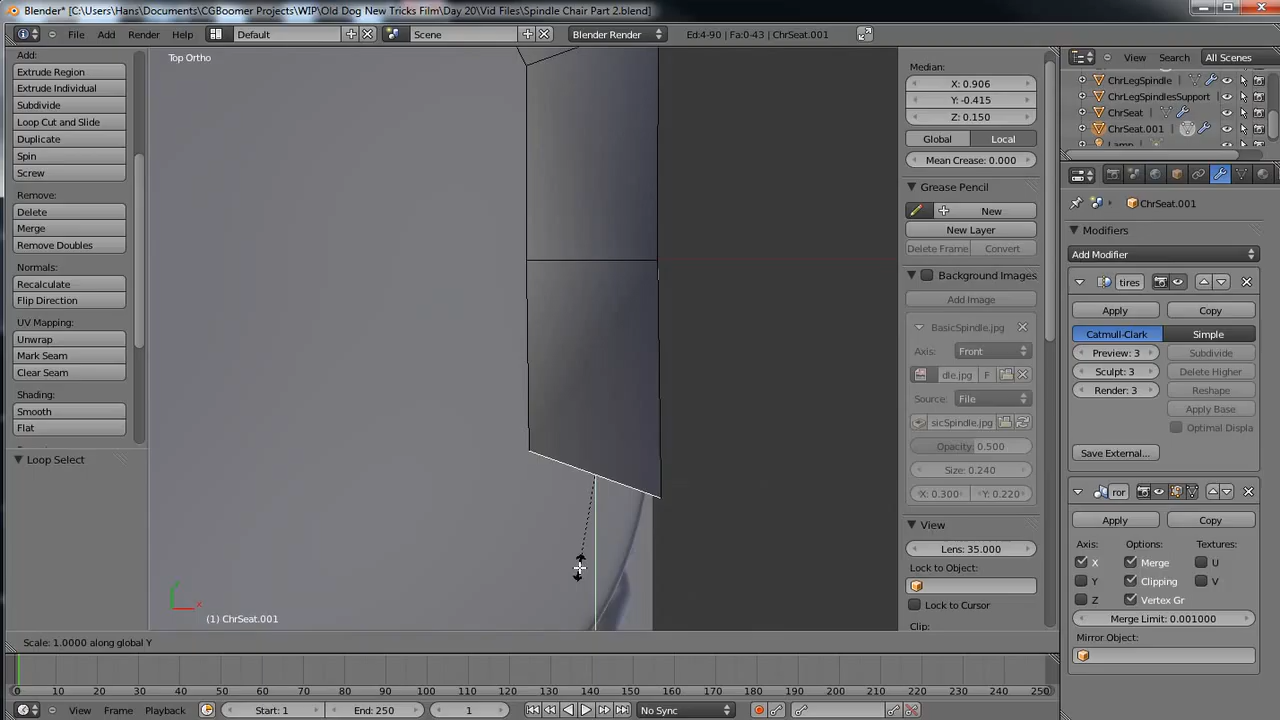 Blender* [C:\Users\Hans\Documents\CGBoomer Projects\WIP\Old Dog New Tricks Film\Day 20\Vid Files\Spindle Chair Part 2.blend]
File Add Render Help Default Scene Blender Render Ed:4-90 | Fa:0-43 | ChrSeat.001
View Search All Scenes
Add:
Extrude Region
Extrude Individual
Subdivide
Loop Cut and Slide
Duplicate
Spin
Screw
Remove:
Delete
Merge
Remove Doubles
Normals:
Recalculate
Flip Direction
UV Mapping:
Unwrap
Mark Seam
Clear Seam
Shading:
Smooth
Flat
Loop Select
Top Ortho
y
x
(1) ChrSeat.001
Scale: 1.0000 along global Y
Median:
X: 0.906
Y: -0.415
Z: 0.150
Global Local
Mean Crease: 0.000
Grease Pencil
New
New Layer
Delete Frame Convert
Background Images
Add Image
BasicSpindle.jpg
Axis: Front
dle.jpg F
Source: File
sicSpindle.jpg
Opacity: 0.500
Size: 0.240
X: 0.300 Y: 0.220
View
Lens: 35.000
Lock to Object:
Lock to Cursor
Clip:
ChrLegSpindle
ChrLegSpindlesSupport
ChrSeat
ChrSeat.001
Lamp
ChrSeat.001
Modifiers
Add Modifier
tires
Apply Copy
Catmull-Clark Simple
Preview: 3 Subdivide
Sculpt: 3 Delete Higher
Render: 3 Reshape
Apply Base
Optimal Displa
Save External...
ror
Apply Copy
Axis: Options: Textures:
X Merge U
Y Clipping V
Z Vertex Gr
Merge Limit: 0.001000
Mirror Object:
0 10 20 30 40 50 60 70 80 90 100 110 120 130 140 150 160 170 180 190 200 210 220 230 240 250
View Frame Playback Start: 1 End: 250 1 No Sync